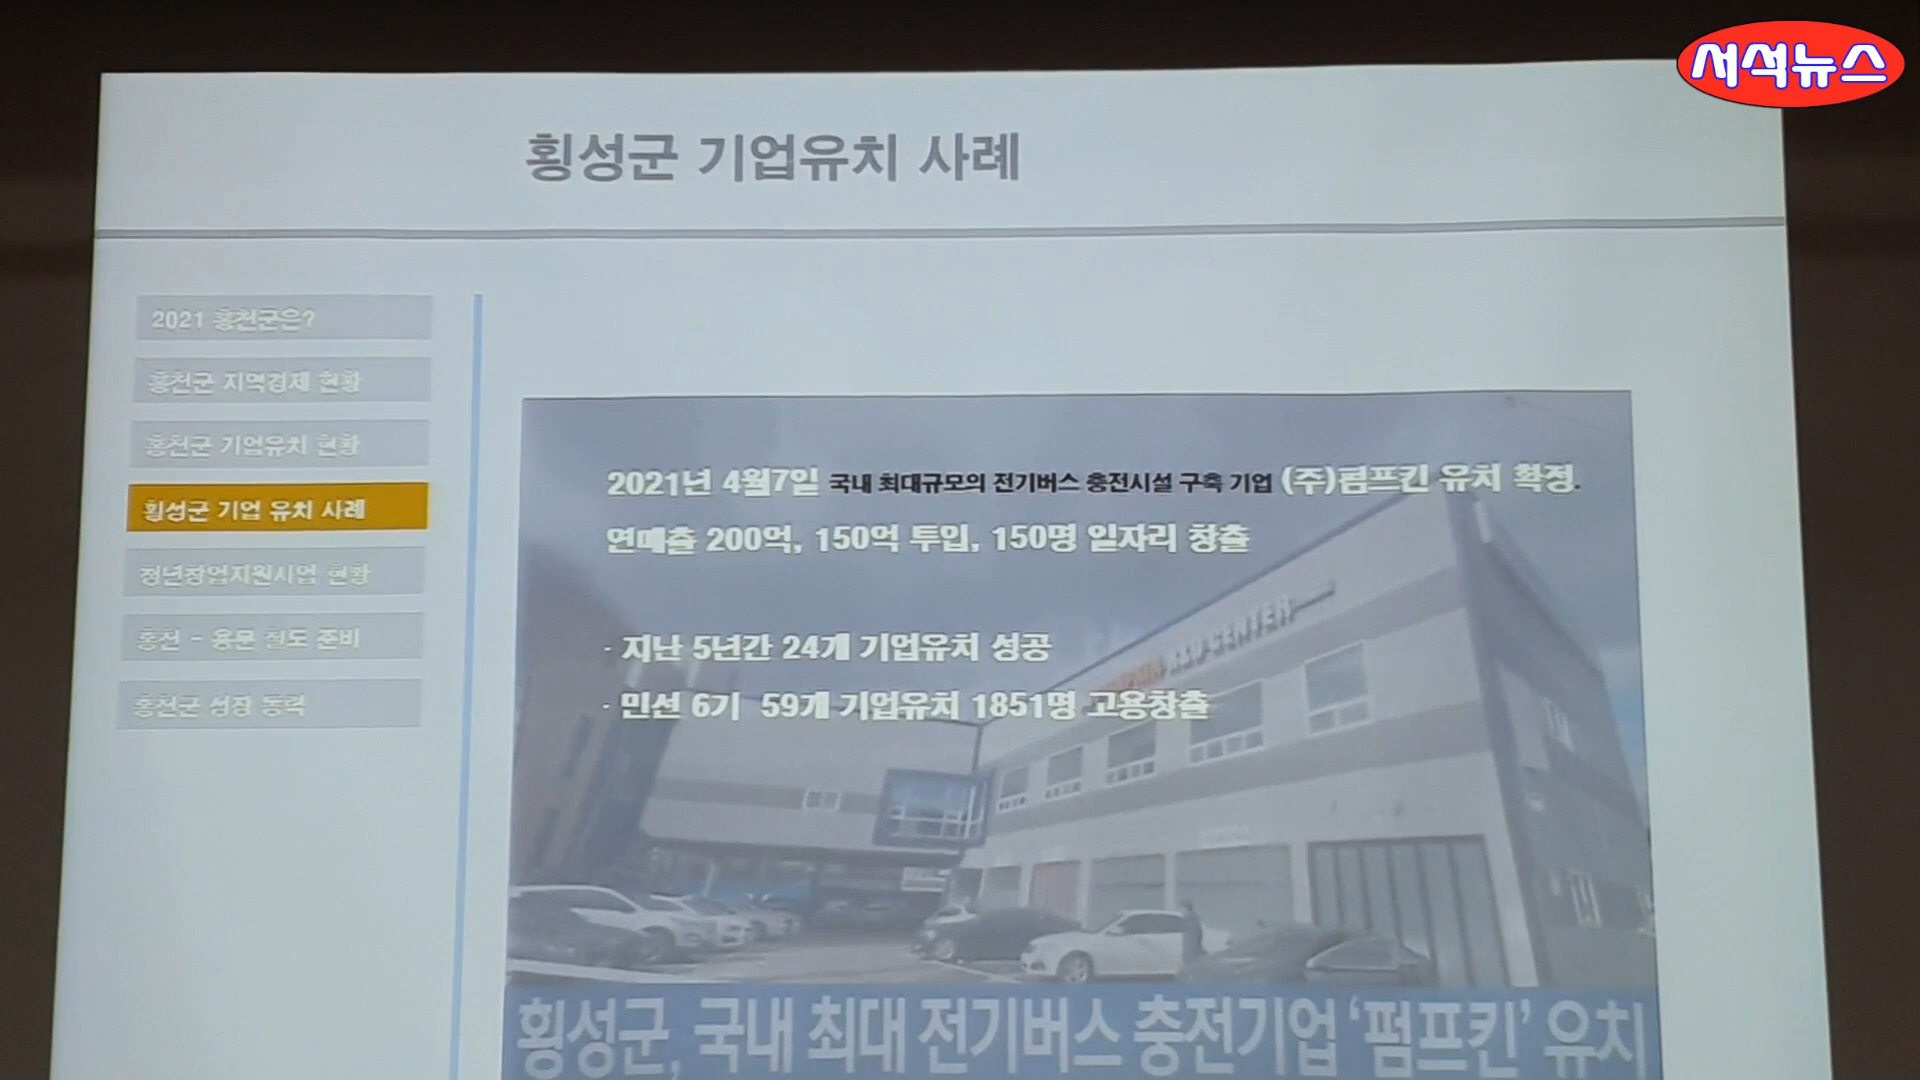 서석뉴스
횡성군 기업유치 사례
2021 홍천군은?
홍천군 지역경제 현황
홍천군 기업유치 현황
횡성군 기업 유치 사례
청년창업지원시업 현황
홍천 - 용문 철도 준비
홍천군 성장 동력
2021년 4월7일 국내 최대규모의 전기버스 충전시설 구축 기업 (주)펌프킨 유치 확정.
연매출 200억, 150억 투입, 150명 일자리 창출
· 지난 5년간 24개 기업유치 성공
· 민선 6기 59개 기업유치 1851명 고용창출
R&D CENTER
횡성군, 국내 최대 전기버스 충전기업 '펌프킨' 유치